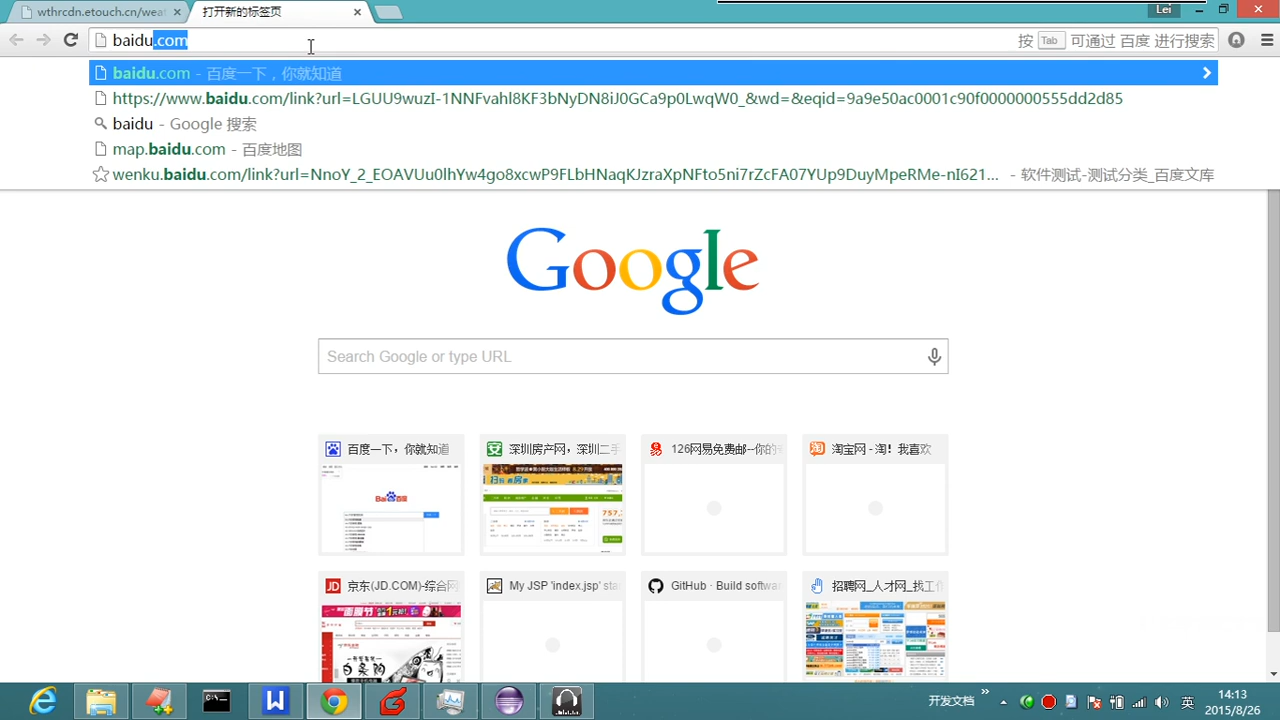 wthrcdn.etouch.cn/weat
打开新的标签页
Lei
baidu.com
按 Tab 可通过 百度 进行搜索
baidu.com - 百度一下，你就知道
https://www.baidu.com/link?url=LGUU9wuzI-1NNFvahl8KF3bNyDN8iJ0GCa9p0LwqW0_&wd=&eqid=9a9e50ac0001c90f0000000555dd2d85
baidu - Google 搜索
map.baidu.com - 百度地图
wenku.baidu.com/link?url=NnoY_2_EOAVUu0lhYw4go8xcwP9FLbHNaqKJzraXpNFto5ni7rZcFA07YUp9DuyMpeRMe-nI621... - 软件测试-测试分类_百度文库
Google
Search Google or type URL
百度一下，你就知道
深圳房产网，深圳二手
126网易免费邮--你的
淘宝网 - 淘！我喜欢
Bai百度
757,
京东(JD.COM)-综合网
My JSP 'index.jsp' sta
GitHub · Build softwa
招聘网_人才网_找工作
开发文档
英
14:13
2015/8/26